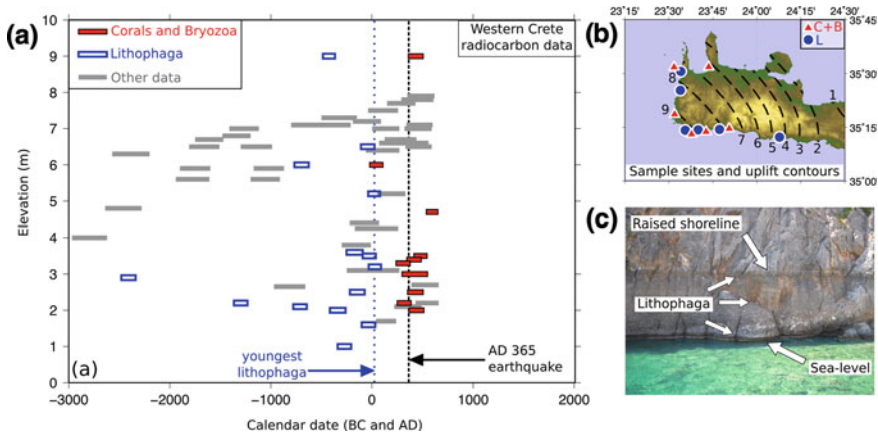 (a)
Corals and Bryozoa
Lithophaga
Other data
Western Crete
radiocarbon data
Elevation (m)
10
9
8
7
6
5
4
3
2
1
0
(a)
youngest
lithophaga
AD 365
earthquake
-3000
-2000
-1000
0
1000
2000
Calendar date (BC and AD)
(b)
23°15' 23°30' 23°45' 24°00' 24°15' 24°30'
35°45'
35°30'
35°15'
35°00'
C+B
L
8
9
1
7 6 5 4 3 2
Sample sites and uplift contours
(c)
Raised shoreline
Lithophaga
Sea-level